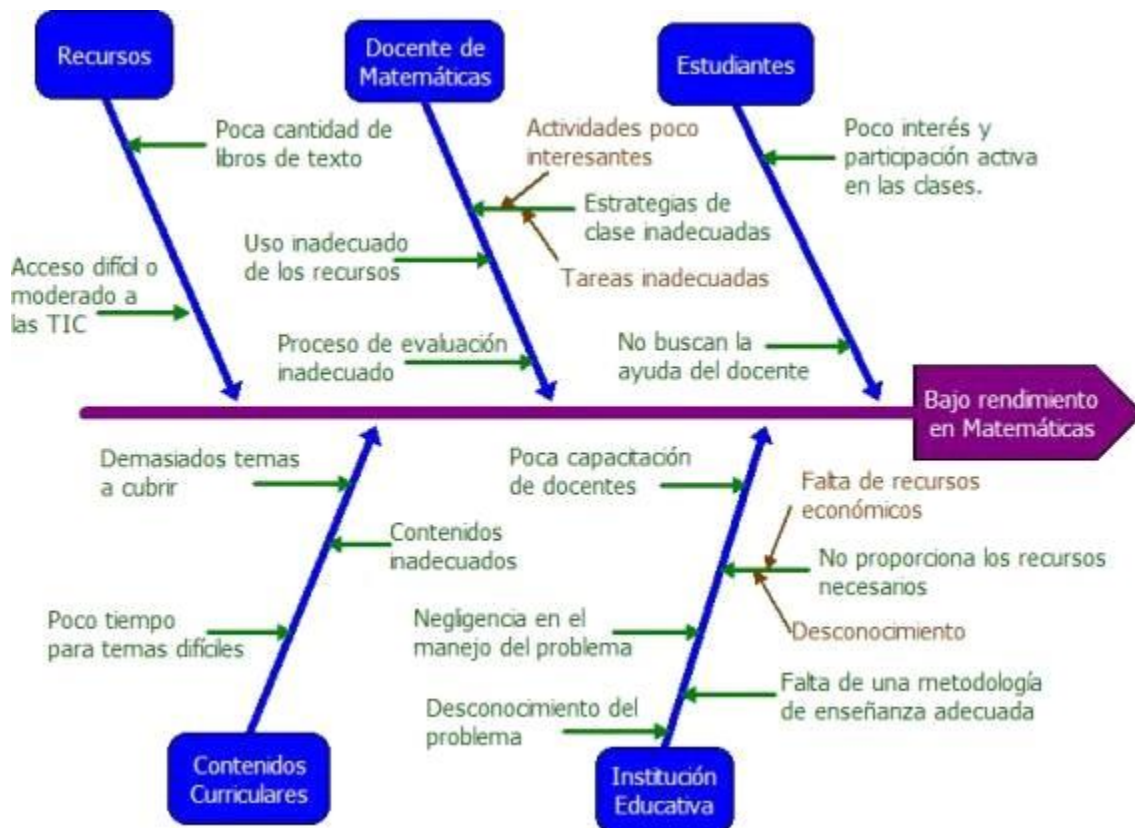 Recursos
Docente de
Matemáticas
Estudiantes
Poca cantidad de
libros de texto
Acceso difícil o
moderado a
las TIC
Actividades poco
interesantes
Estrategias de
clase inadecuadas
Tareas inadecuadas
Uso inadecuado
de los recursos
Proceso de evaluación
inadecuado
Poco interés y
participación activa
en las clases.
No buscan la
ayuda del docente
Bajo rendimiento
en Matemáticas
Demasiados temas
a cubrir
Contenidos
inadecuados
Poco tiempo
para temas difíciles
Contenidos
Curriculares
Poca capacitación
de docentes
Falta de recursos
económicos
No proporciona los recursos
necesarios
Desconocimiento
Negligencia en el
manejo del problema
Falta de una metodología
de enseñanza adecuada
Desconocimiento del
problema
Institución
Educativa